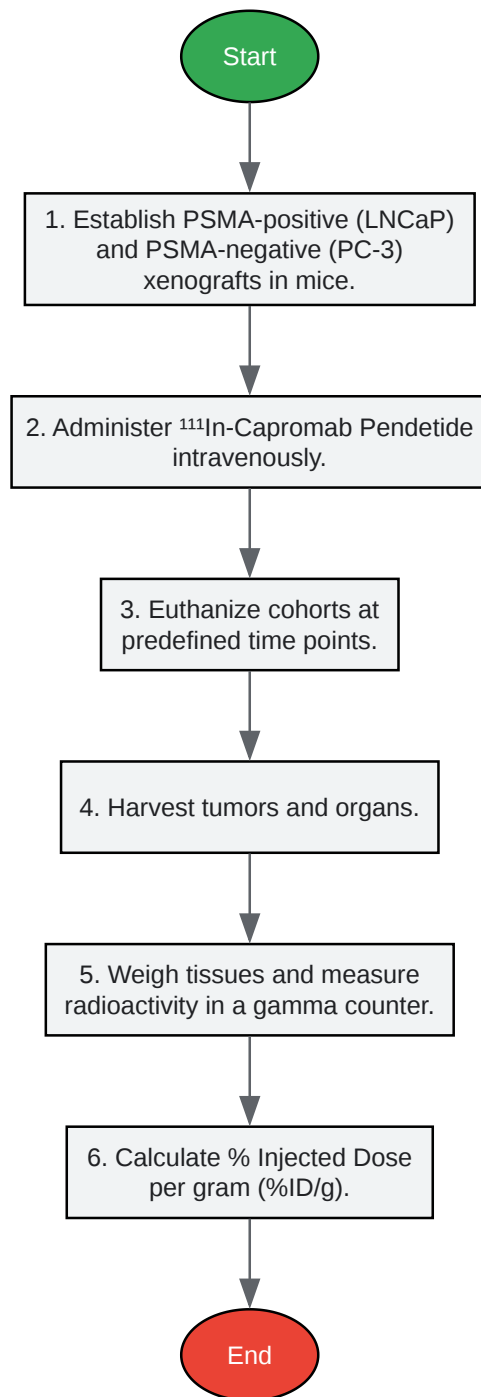 Start
1. Establish PSMA-positive (LNCaP)
and PSMA-negative (PC-3)
xenografts in mice.
2. Administer ¹¹¹In-Capromab Pendetide
intravenously.
3. Euthanize cohorts at
predefined time points.
4. Harvest tumors and organs.
5. Weigh tissues and measure
radioactivity in a gamma counter.
6. Calculate % Injected Dose
per gram (%ID/g).
End